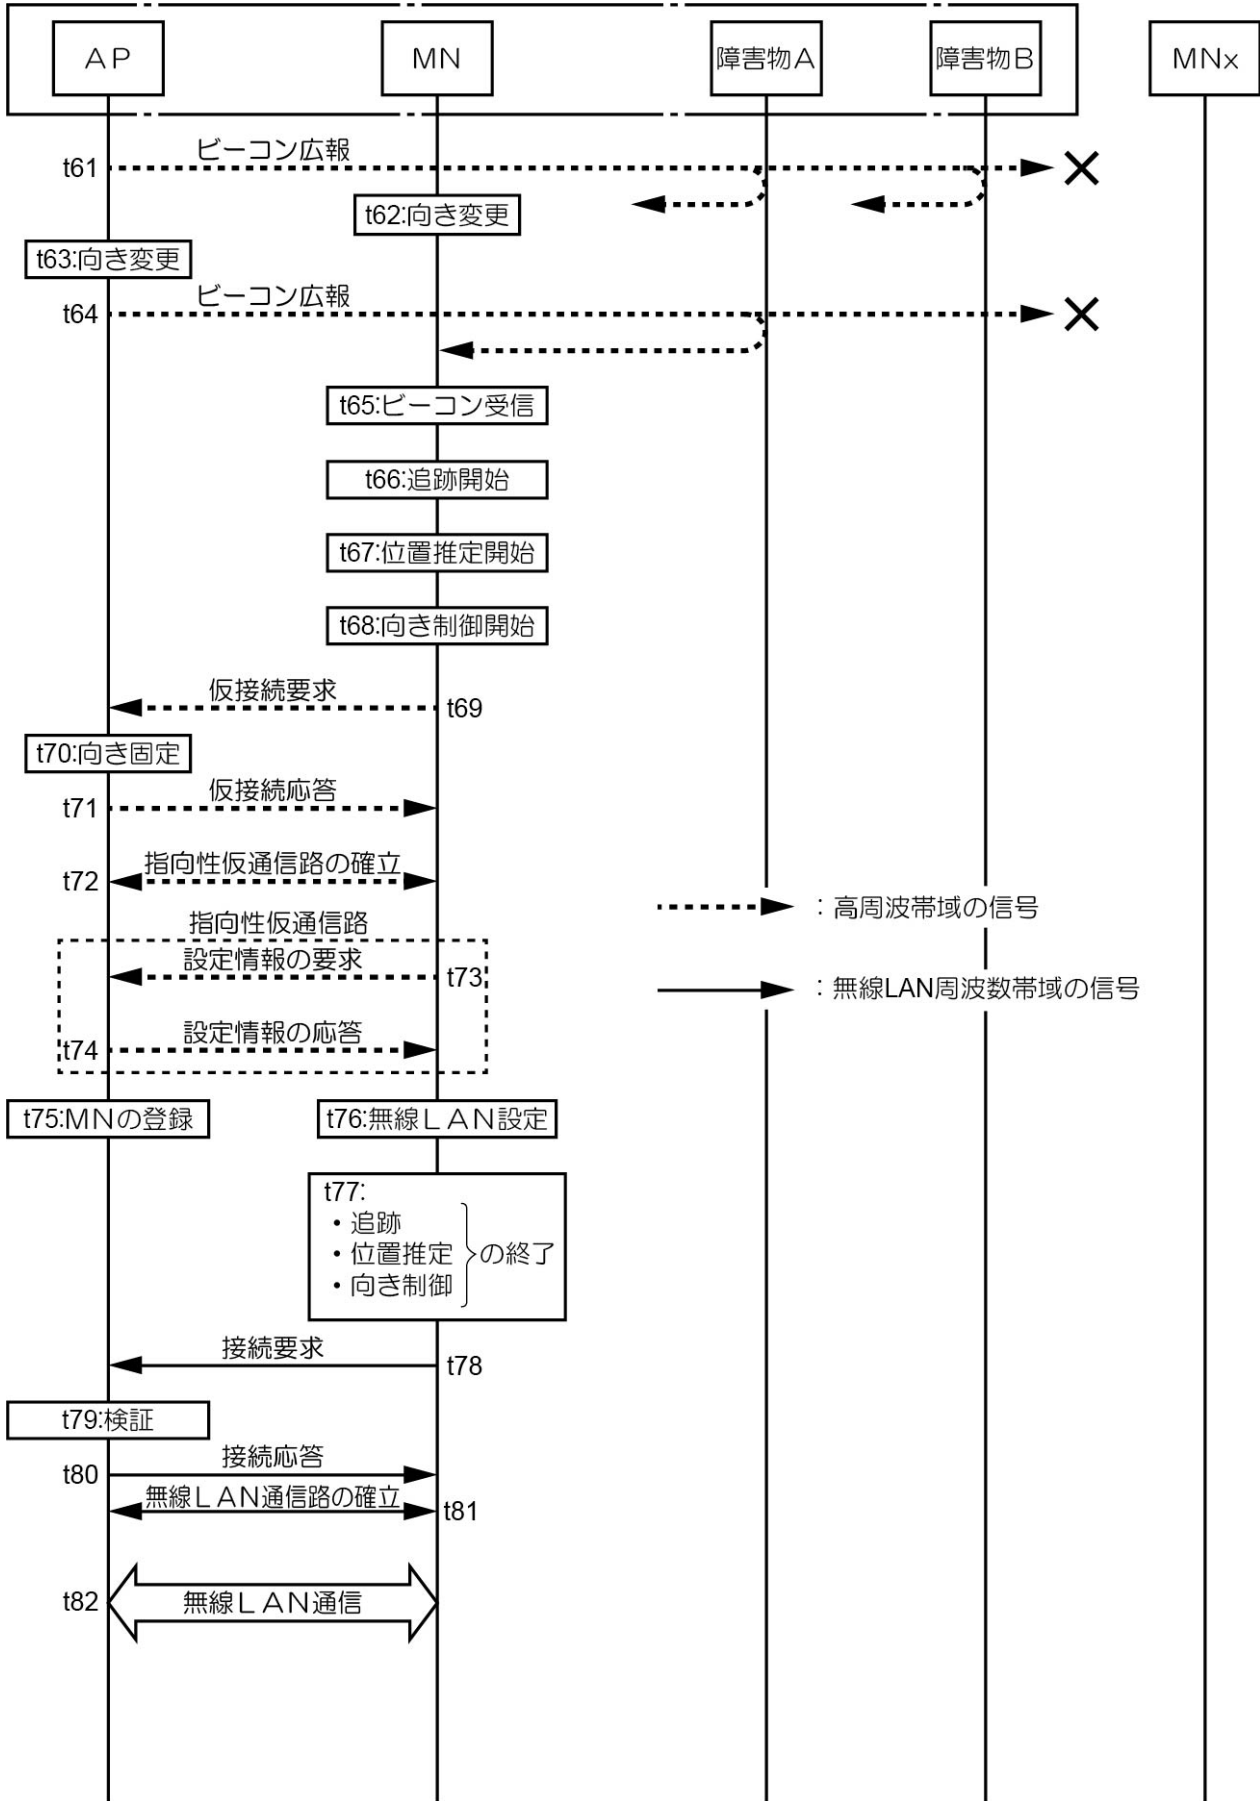 ＡＰ
ＭＮ
障害物Ａ
障害物Ｂ
ＭＮｘ
ビーコン広報
t61
t62:向き変更
t63:向き変更
ビーコン広報
t64
t65:ビーコン受信
t66:追跡開始
t67:位置推定開始
t68:向き制御開始
仮接続要求
t69
t70:向き固定
仮接続応答
t71
指向性仮通信路の確立
t72
：高周波帯域の信号
指向性仮通信路
設定情報の要求
t73
：無線LAN周波数帯域の信号
設定情報の応答
t74
t75:ＭＮの登録
t76:無線ＬＡＮ設定
t77:
・追跡
・位置推定
の終了
・向き制御
接続要求
t78
t79:検証
接続応答
t80
無線ＬＡＮ通信路の確立
t81
t82
無線ＬＡＮ通信